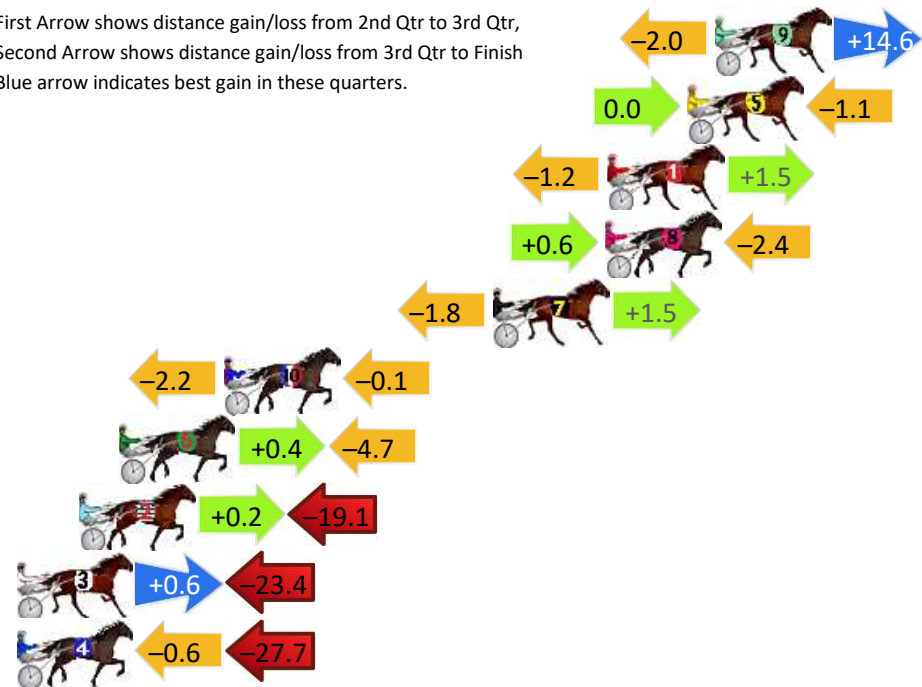 First Arrow shows distance gain/loss from 2nd Qtr to 3rd Qtr,
Second Arrow shows distance gain/loss from 3rd Qtr to Finish
Blue arrow indicates best gain in these quarters.
–2.0 9 +14.6
0.0 5 –1.1
–1.2 1 +1.5
+0.6 8 –2.4
–1.8 7 +1.5
–2.2 10 –0.1
6 +0.4 –4.7
2 +0.2 –19.1
3 +0.6 –23.4
4 –0.6 –27.7